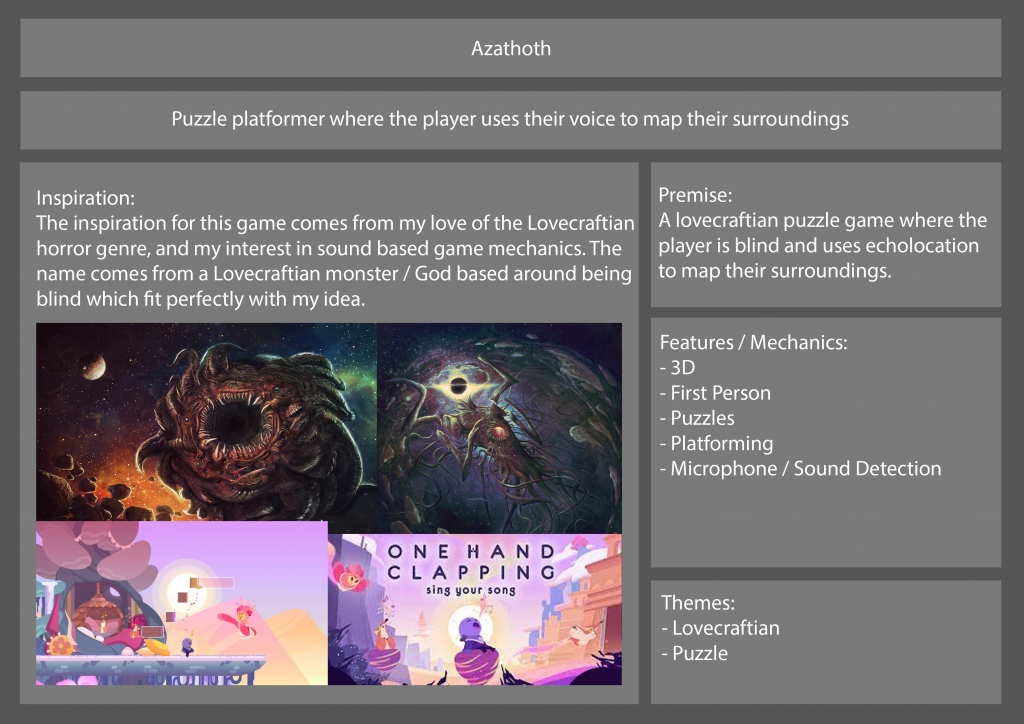 Azathoth
Puzzle platformer where the player uses their voice to map their surroundings
Inspiration:
The inspiration for this game comes from my love of the Lovecraftian
horror genre, and my interest in sound based game mechanics. The
name comes from a Lovecraftian monster / God based around being
blind which fit perfectly with my idea.
ONE HAND
CLAPPING
sing your song
Premise:
A lovecraftian puzzle game where the
player is blind and uses echolocation
to map their surroundings.
Features / Mechanics:
- 3D
- First Person
- Puzzles
- Platforming
- Microphone / Sound Detection
Themes:
- Lovecraftian
- Puzzle